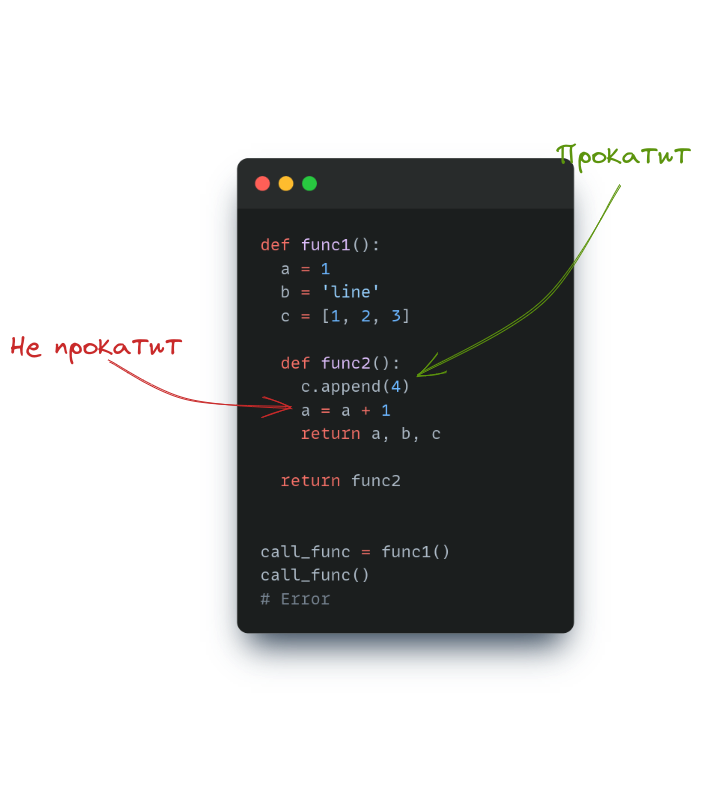 Прокатит
def func1():
  a = 1
  b = 'line'
  c = [1, 2, 3]
Не прокатит
  def func2():
    c.append(4)
    a = a + 1
    return a, b, c
  return func2
call_func = func1()
call_func()
# Error